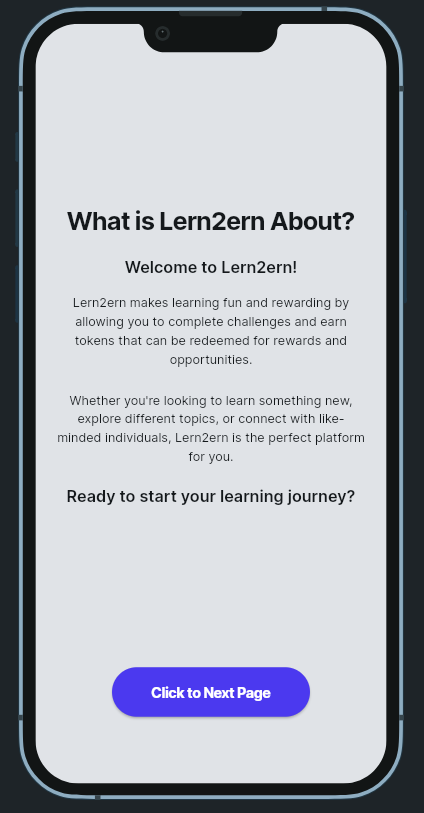 What is Lern2ern About?
Welcome to Lern2ern!
Lern2ern makes learning fun and rewarding by
allowing you to complete challenges and earn
tokens that can be redeemed for rewards and
opportunities.
Whether you're looking to learn something new,
explore different topics, or connect with like-
minded individuals, Lern2ern is the perfect platform
for you.
Ready to start your learning journey?
Click to Next Page